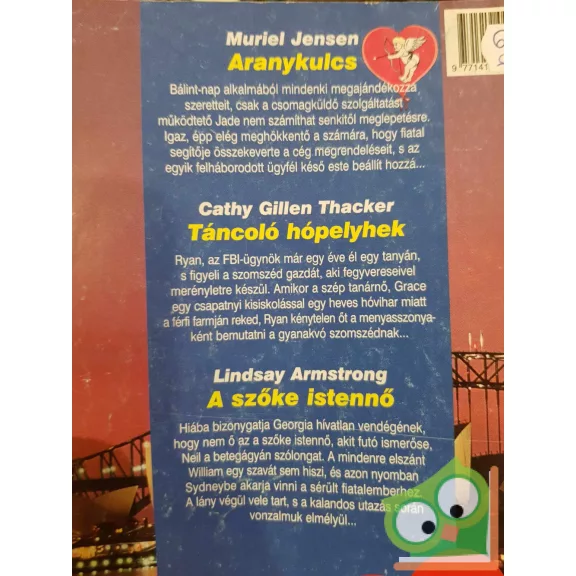 Muriel Jensen
Aranykulcs
Bálint-nap alkalmából mindenki megajándékozza
szeretteit, csak a csomagküldő szolgáltatást
működtető Jade nem számíthat senkitől meglepetésre.
Igaz, épp elég meghökkentő a számára, hogy fiatal
segítője összekeverte a cég megrendeléseit, s az
egyik felháborodott ügyfél késő este beállít hozzá...
Cathy Gillen Thacker
Táncoló hópelyhek
Ryan, az FBI-ügynök már egy éve él egy tanyán,
s figyeli a szomszéd gazdát, aki fegyvereseivel
merényletre készül. Amikor a szép tanárnő, Grace
egy csapatnyi kisiskolással egy heves hóvihar miatt
a férfi farmján reked, Ryan kénytelen őt a menyasszonya-
ként bemutatni a gyanakvó szomszédnak...
Lindsay Armstrong
A szőke istennő
Hiába bizonygatja Georgia hívatlan vendégének,
hogy nem ő az a szőke istennő, akit futó ismerőse,
Neil a betegágyán szólongat. A mindenre elszánt
William egy szavát sem hiszi, és azon nyomban
Sydneybe akarja vinni a sérült fiatalemberhez.
A lány végül vele tart, s a kalandos utazás során
vonzalmuk elmélyül...
9 77141